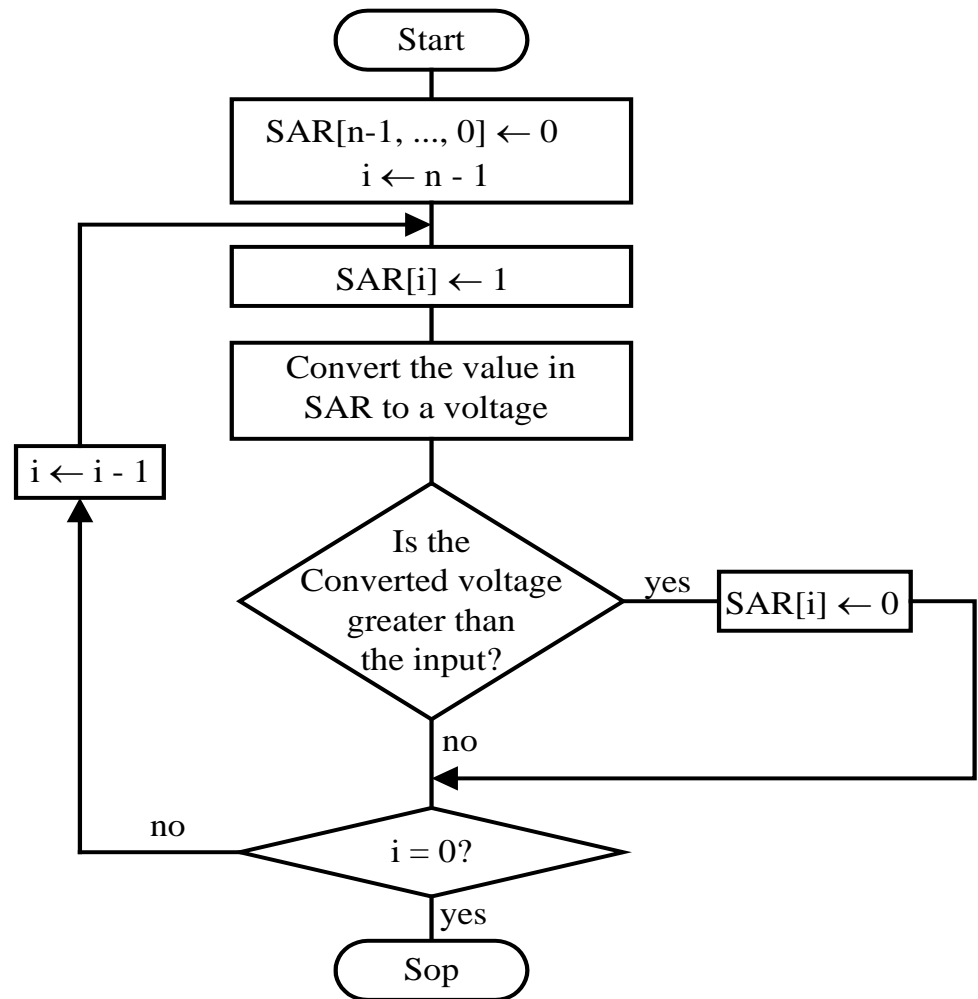 Start
SAR[n-1, ..., 0] ← 0
i ← n - 1
SAR[i] ← 1
Convert the value in
SAR to a voltage
i ← i - 1
Is the
Converted voltage
greater than
the input?
yes
SAR[i] ← 0
no
no
i = 0?
yes
Sop